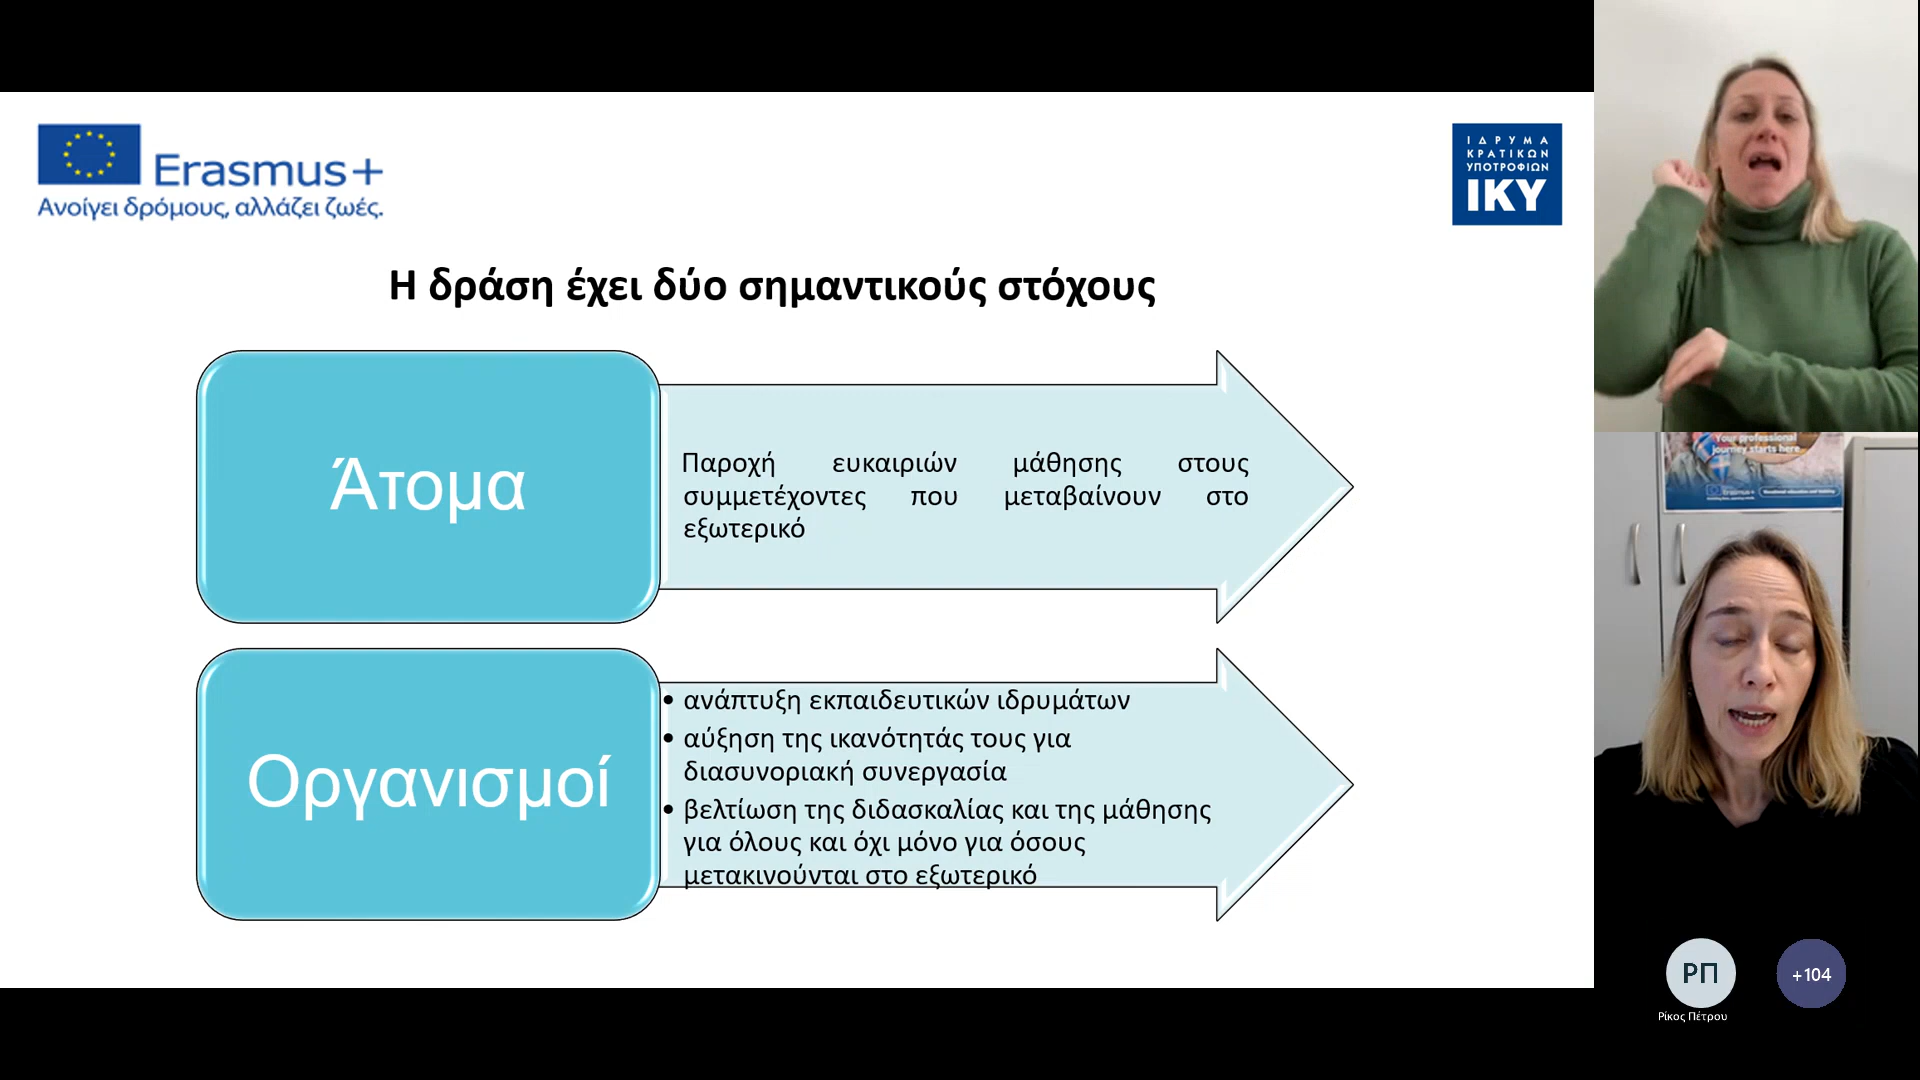 Erasmus+
Ανοίγει δρόμους, αλλάζει ζωές.
ΙΔΡΥΜΑ
ΚΡΑΤΙΚΩΝ
ΥΠΟΤΡΟΦΙΩΝ
ΙΚΥ
Η δράση έχει δύο σημαντικούς στόχους
Άτομα
Παροχή ευκαιριών μάθησης στους
συμμετέχοντες που μεταβαίνουν στο
εξωτερικό
Οργανισμοί
• ανάπτυξη εκπαιδευτικών ιδρυμάτων
• αύξηση της ικανότητάς τους για
διασυνοριακή συνεργασία
• βελτίωση της διδασκαλίας και της μάθησης
για όλους και όχι μόνο για όσους
μετακινούνται στο εξωτερικό
Your professional
journey starts here
Erasmus+
ΡΠ
+104
Ρίκος Πέτρου